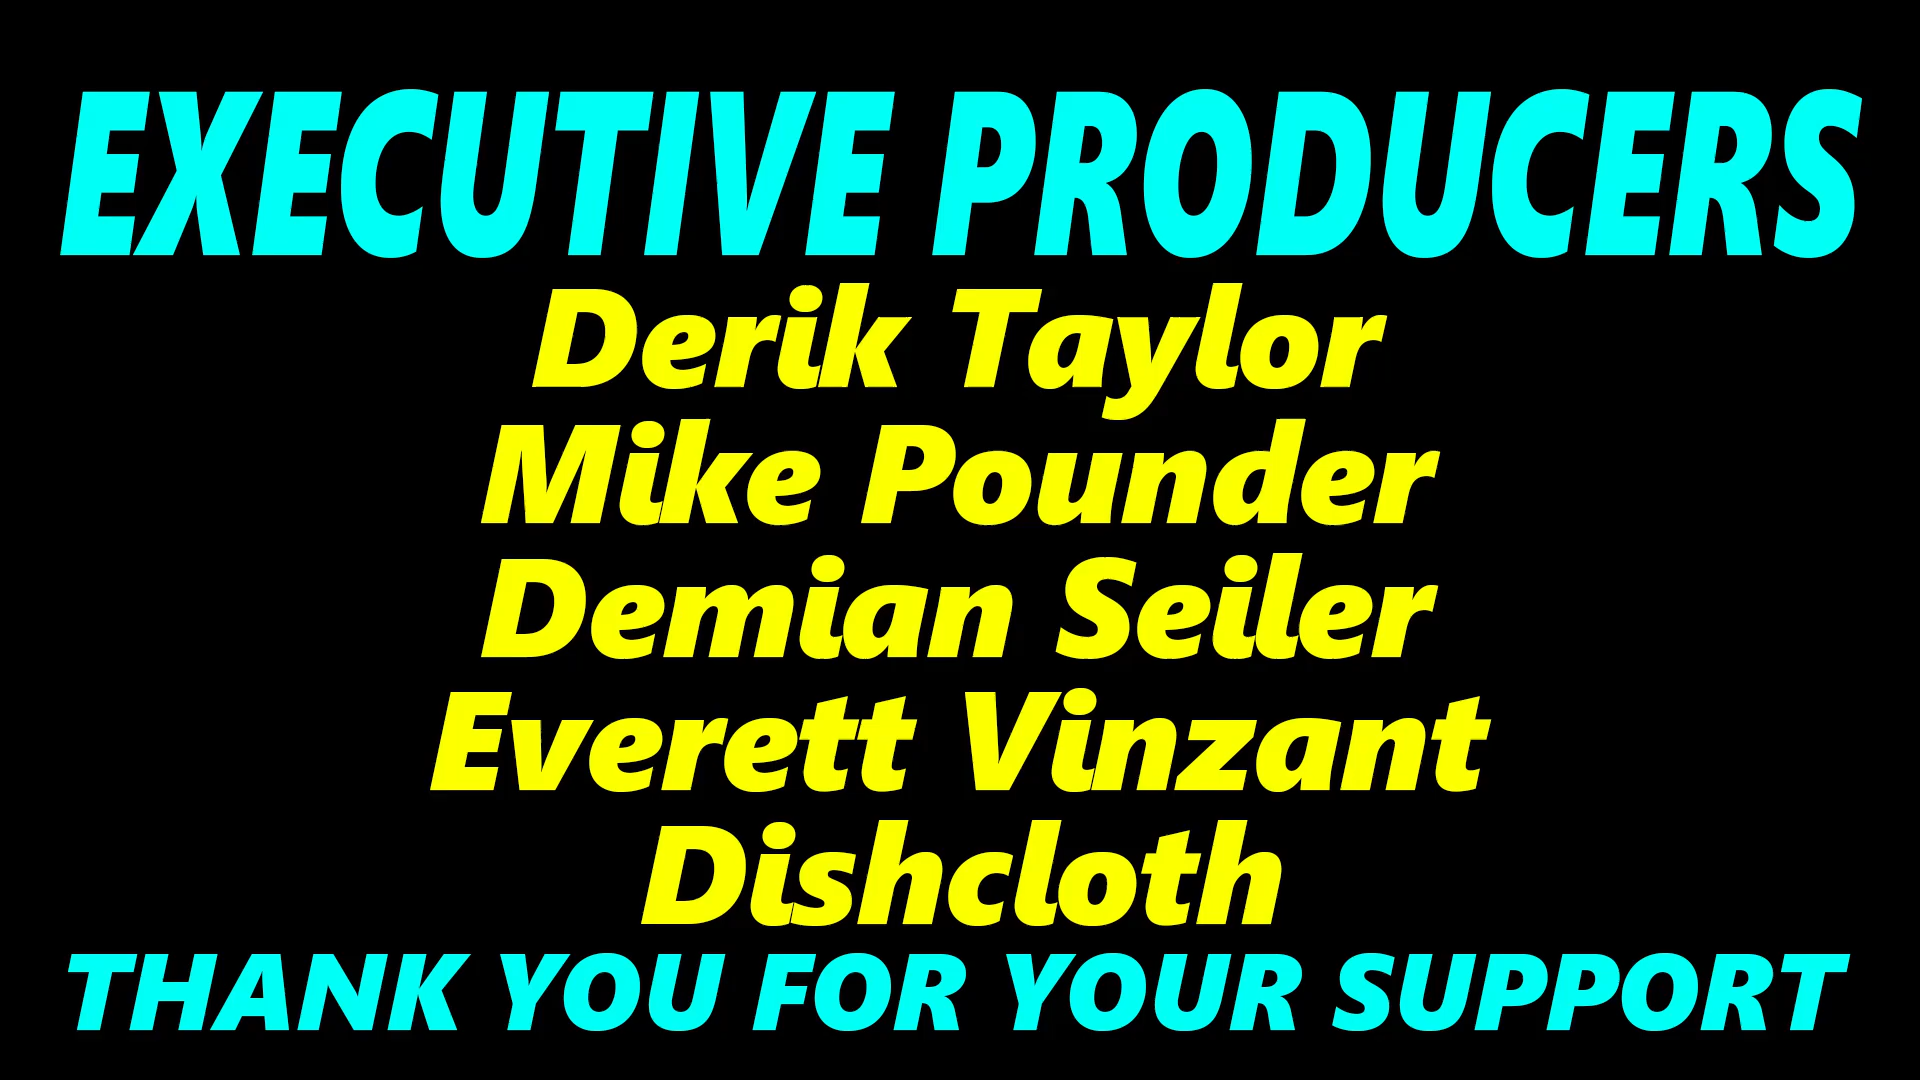 EXECUTIVE PRODUCERS
Derik Taylor
Mike Pounder
Demian Seiler
Everett Vinzant
Dishcloth
THANK YOU FOR YOUR SUPPORT